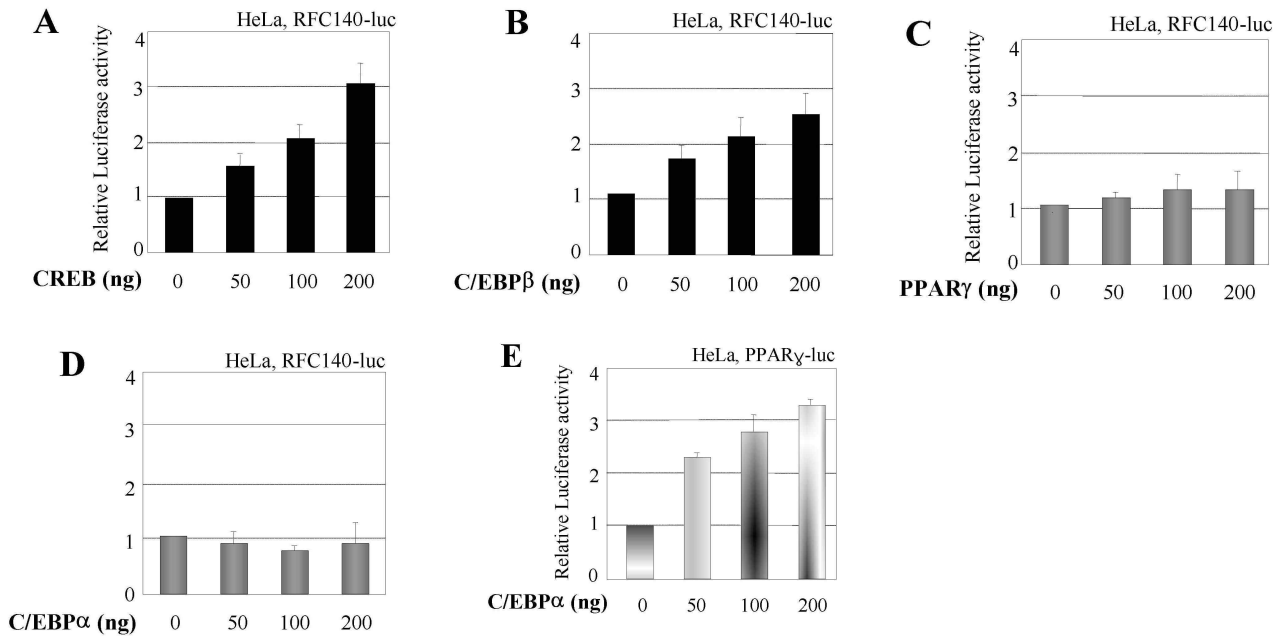 A
HeLa, RFC140-luc
Relative Luciferase activity
4
3
2
1
0
CREB (ng) 0 50 100 200
B
HeLa, RFC140-luc
4
3
2
1
0
C/EBPβ (ng) 0 50 100 200
C
HeLa, RFC140-luc
Relative Luciferase activity
4
3
2
1
0
PPARγ (ng) 0 50 100 200
D
HeLa, RFC140-luc
4
3
2
1
0
C/EBPα (ng) 0 50 100 200
E
HeLa, PPARɣ-luc
Relative Luciferase activity
4
3
2
1
0
C/EBPα (ng) 0 50 100 200